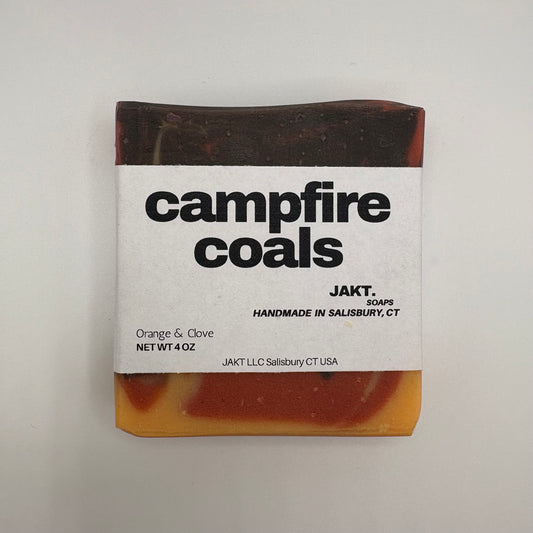 campfire
coals
JAKT.
SOAPS
HANDMADE IN SALISBURY, CT
Orange & Clove
NET WT 4 OZ
JAKT LLC Salisbury CT USA